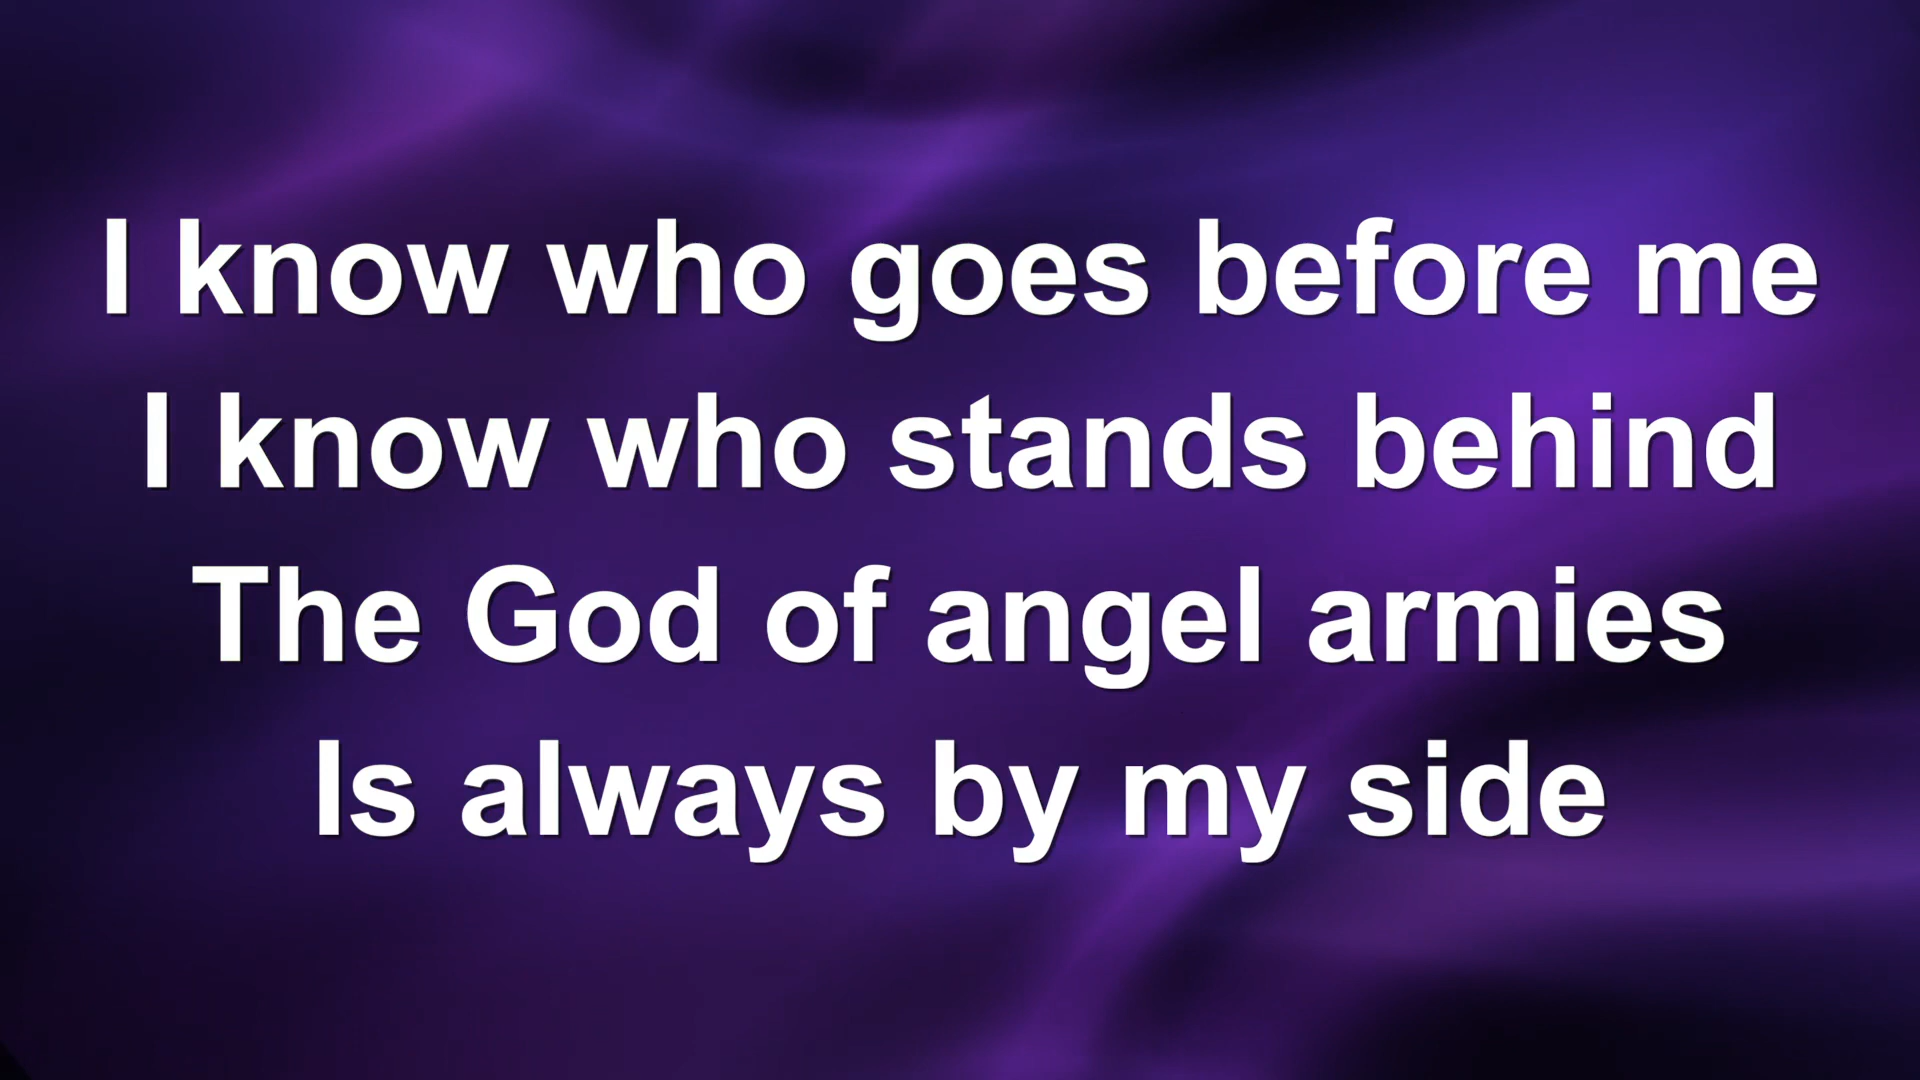 I know who goes before me
I know who stands behind
The God of angel armies
Is always by my side